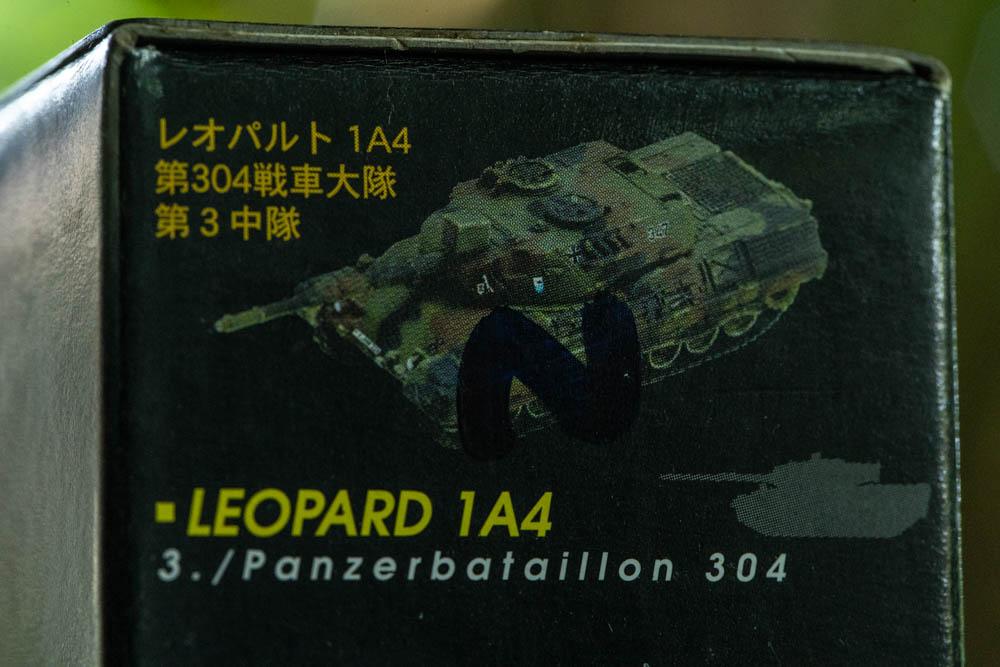 レオパルト 1A4
第304戦車大隊
第3中隊
N
LEOPARD 1A4
3./Panzerbataillon 304